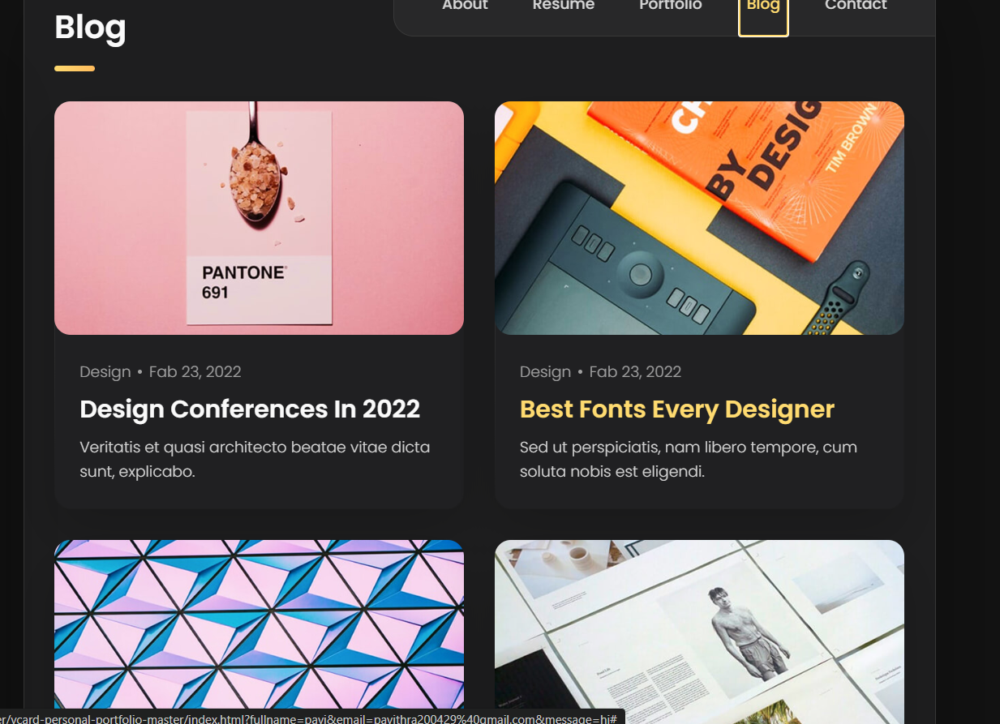 About Resume Portfolio Blog Contact
Blog
PANTONE®
691
BY
DESIG
TIM BROWN
Design • Fab 23, 2022
Design Conferences In 2022
Veritatis et quasi architecto beatae vitae dicta
sunt, explicabo.
Design • Fab 23, 2022
Best Fonts Every Designer
Sed ut perspiciatis, nam libero tempore, cum
soluta nobis est eligendi.
er/vcard-personal-portfolio-master/index.html?fullname=pavi&email=pavithra200429%40gmail.com&message=hi#